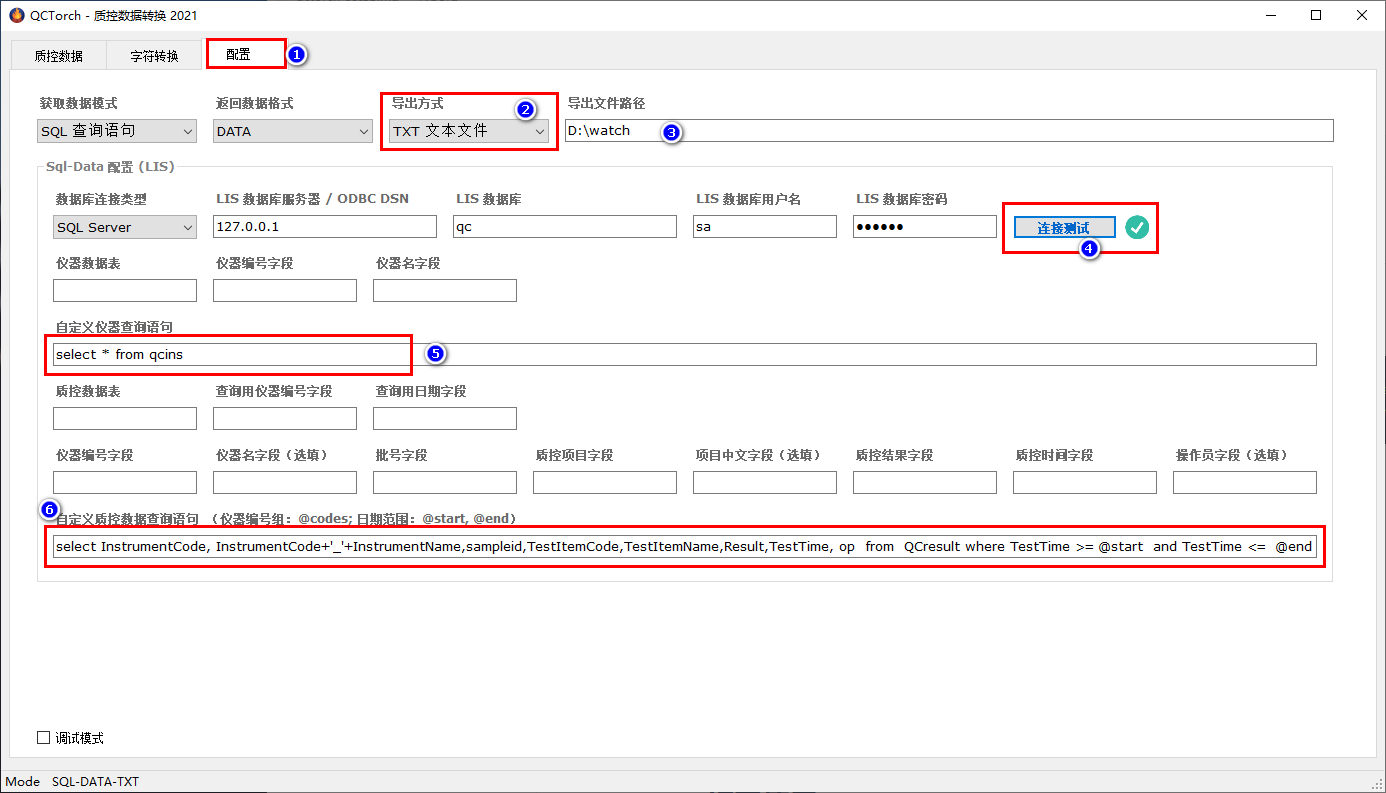 QCTorch - 质控数据转换 2021
质控数据 字符转换 配置 1
获取数据模式 返回数据格式 导出方式 2 导出文件路径
SQL 查询语句 DATA TXT 文本文件 D:\watch 3
Sql-Data 配置（LIS）
数据库连接类型 LIS 数据库服务器 / ODBC DSN LIS 数据库 LIS 数据库用户名 LIS 数据库密码
SQL Server 127.0.0.1 qc sa ●●●●●● 连接测试
4
仪器数据表 仪器编号字段 仪器名字段
自定义仪器查询语句
select * from qcins 5
质控数据表 查询用仪器编号字段 查询用日期字段
仪器编号字段 仪器名字段（选填） 批号字段 质控项目字段 项目中文字段（选填） 质控结果字段 质控时间字段 操作员字段（选填）
6
自定义质控数据查询语句 （仪器编号组：@codes; 日期范围：@start, @end）
select InstrumentCode, InstrumentCode+'_'+InstrumentName,sampleid,TestItemCode,TestItemName,Result,TestTime, op from QCresult where TestTime >= @start and TestTime <= @end
调试模式
Mode SQL-DATA-TXT